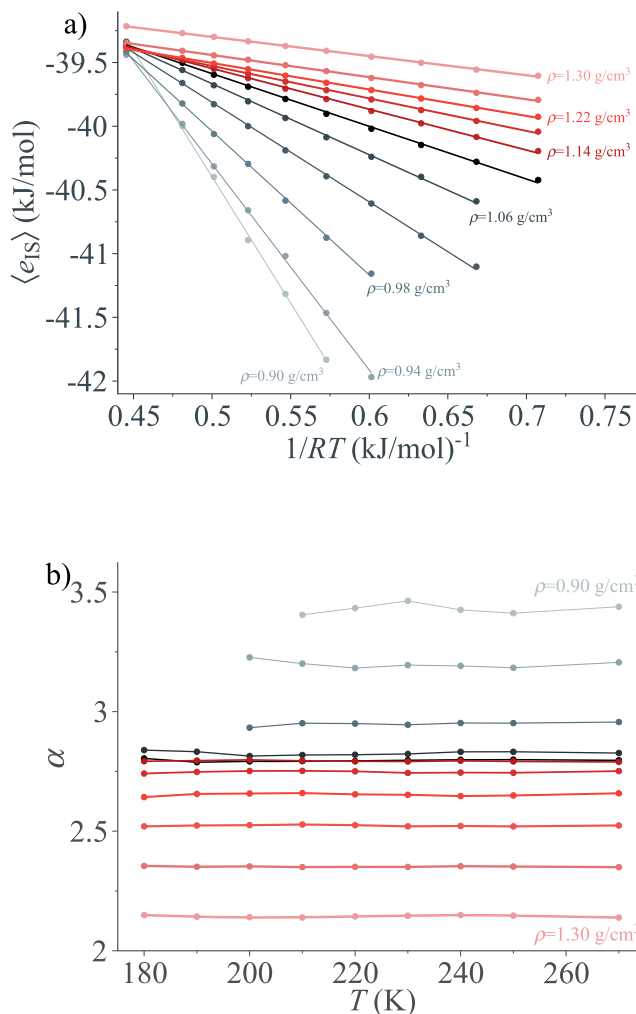 a)
-39.5
-40
-40.5
-41
-41.5
-42
⟨eIS⟩ (kJ/mol)
ρ=1.30 g/cm³
ρ=1.22 g/cm³
ρ=1.14 g/cm³
ρ=1.06 g/cm³
ρ=0.98 g/cm³
ρ=0.94 g/cm³
ρ=0.90 g/cm³
0.45 0.5 0.55 0.6 0.65 0.7 0.75
1/RT (kJ/mol)⁻¹
b)
3.5
3
2.5
2
α
ρ=0.90 g/cm³
ρ=1.30 g/cm³
180 200 220 240 260
T (K)